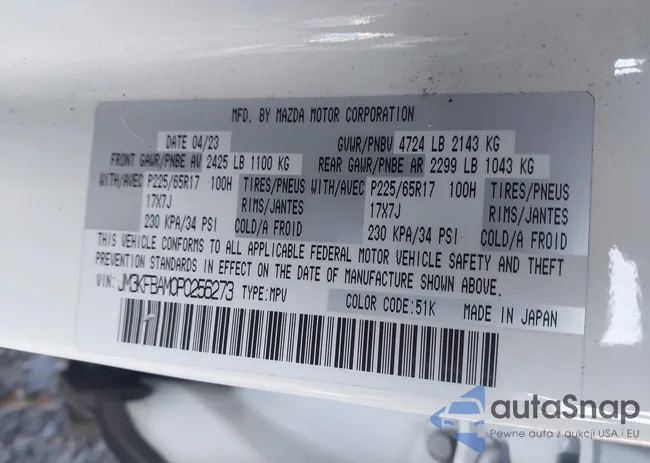 MFD. BY MAZDA MOTOR CORPORATION
DATE 04/23 GVWR/PNBV 4724 LB 2143 KG
FRONT GAWR/PNBE AV 2425 LB 1100 KG REAR GAWR/PNBE AR 2299 LB 1043 KG
WITH/AVEC P225/65R17 100H TIRES/PNEUS WITH/AVEC P225/65R17 100H TIRES/PNEUS
17X7J RIMS/JANTES 17X7J RIMS/JANTES
230 KPA/34 PSI COLD/A FROID 230 KPA/34 PSI COLD/A FROID
THIS VEHICLE CONFORMS TO ALL APPLICABLE FEDERAL MOTOR VEHICLE SAFETY AND THEFT
PREVENTION STANDARDS IN EFFECT ON THE DATE OF MANUFACTURE SHOWN ABOVE.
VIN: JM3KFBAM0P0256273 TYPE:MPV COLOR CODE:51K MADE IN JAPAN
autoSnap
Pewne auta z aukcji USA i EU